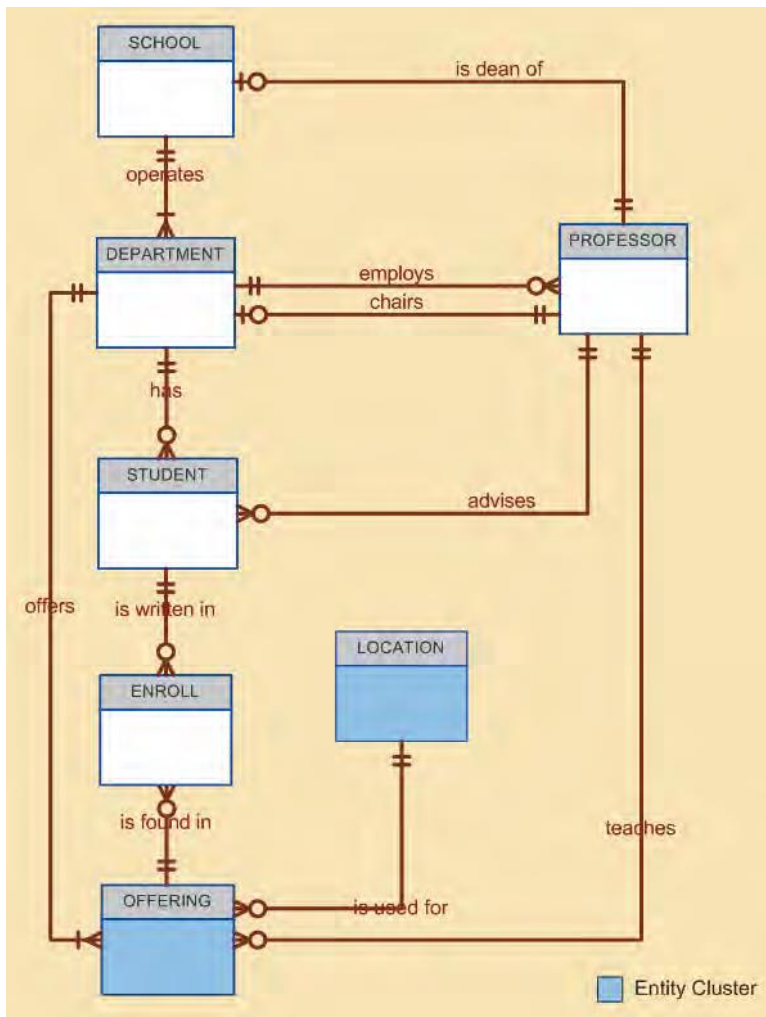 SCHOOL
is dean of
operates
DEPARTMENT
PROFESSOR
employs
chairs
has
STUDENT
advises
offers
is written in
LOCATION
ENROLL
is found in
teaches
OFFERING
is used for
Entity Cluster